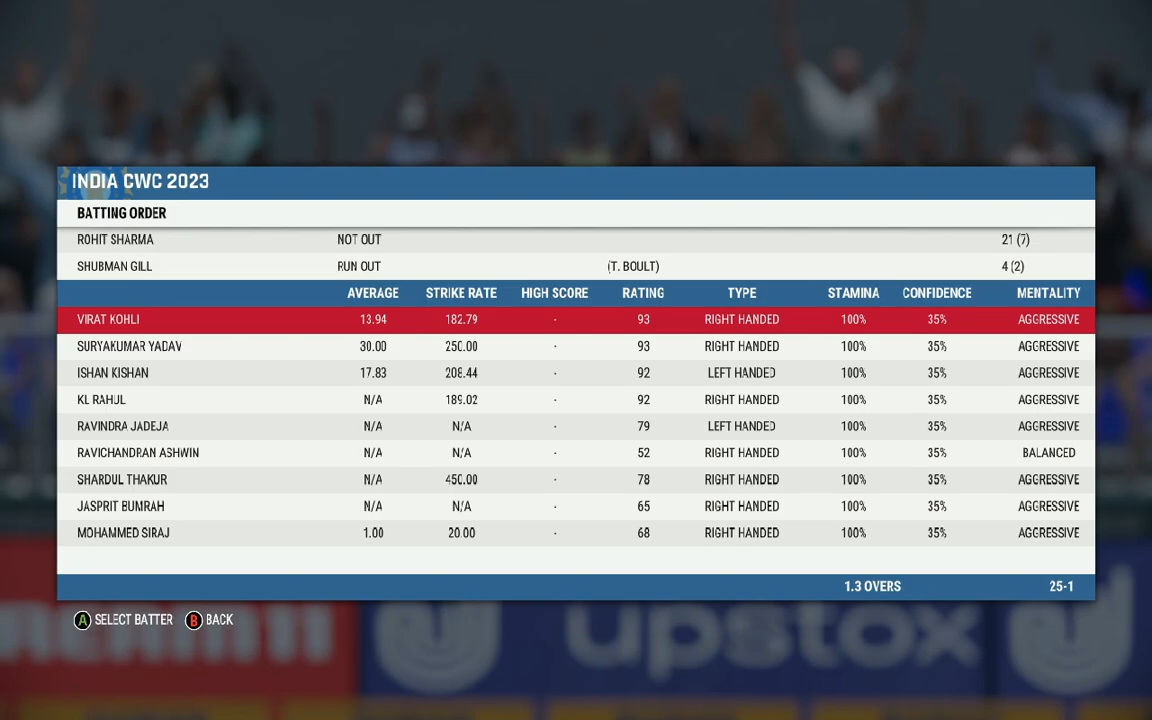 INDIA CWC 2023
BATTING ORDER
ROHIT SHARMA NOT OUT 21 (7)
SHUBMAN GILL RUN OUT (T. BOULT) 4 (2)
AVERAGE STRIKE RATE HIGH SCORE RATING TYPE STAMINA CONFIDENCE MENTALITY
VIRAT KOHLI 13.94 182.79 - 93 RIGHT HANDED 100% 35% AGGRESSIVE
SURYAKUMAR YADAV 30.00 250.00 - 93 RIGHT HANDED 100% 35% AGGRESSIVE
ISHAN KISHAN 17.83 208.44 - 92 LEFT HANDED 100% 35% AGGRESSIVE
KL RAHUL N/A 189.02 - 92 RIGHT HANDED 100% 35% AGGRESSIVE
RAVINDRA JADEJA N/A N/A - 79 LEFT HANDED 100% 35% AGGRESSIVE
RAVICHANDRAN ASHWIN N/A N/A - 52 RIGHT HANDED 100% 35% BALANCED
SHARDUL THAKUR N/A 450.00 - 78 RIGHT HANDED 100% 35% AGGRESSIVE
JASPRIT BUMRAH N/A N/A - 65 RIGHT HANDED 100% 35% AGGRESSIVE
MOHAMMED SIRAJ 1.00 20.00 - 68 RIGHT HANDED 100% 35% AGGRESSIVE
1.3 OVERS 25-1
A SELECT BATTER B BACK
upstox